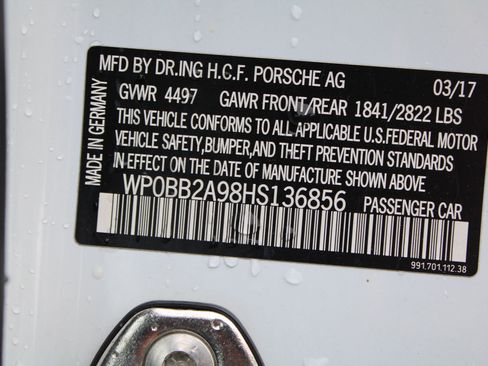 MFD BY DR.ING H.C.F. PORSCHE AG 03/17
GVWR 4497 GAWR FRONT/REAR 1841/2822 LBS
THIS VEHICLE CONFORMS TO ALL APPLICABLE U.S.FEDERAL MOTOR
VEHICLE SAFETY,BUMPER,AND THEFT PREVENTION STANDARDS
IN EFFECT ON THE DATE OF MANUFACTURE SHOWN ABOVE
WP0BB2A98HS136856 PASSENGER CAR
991.701.112.38
MADE IN GERMANY